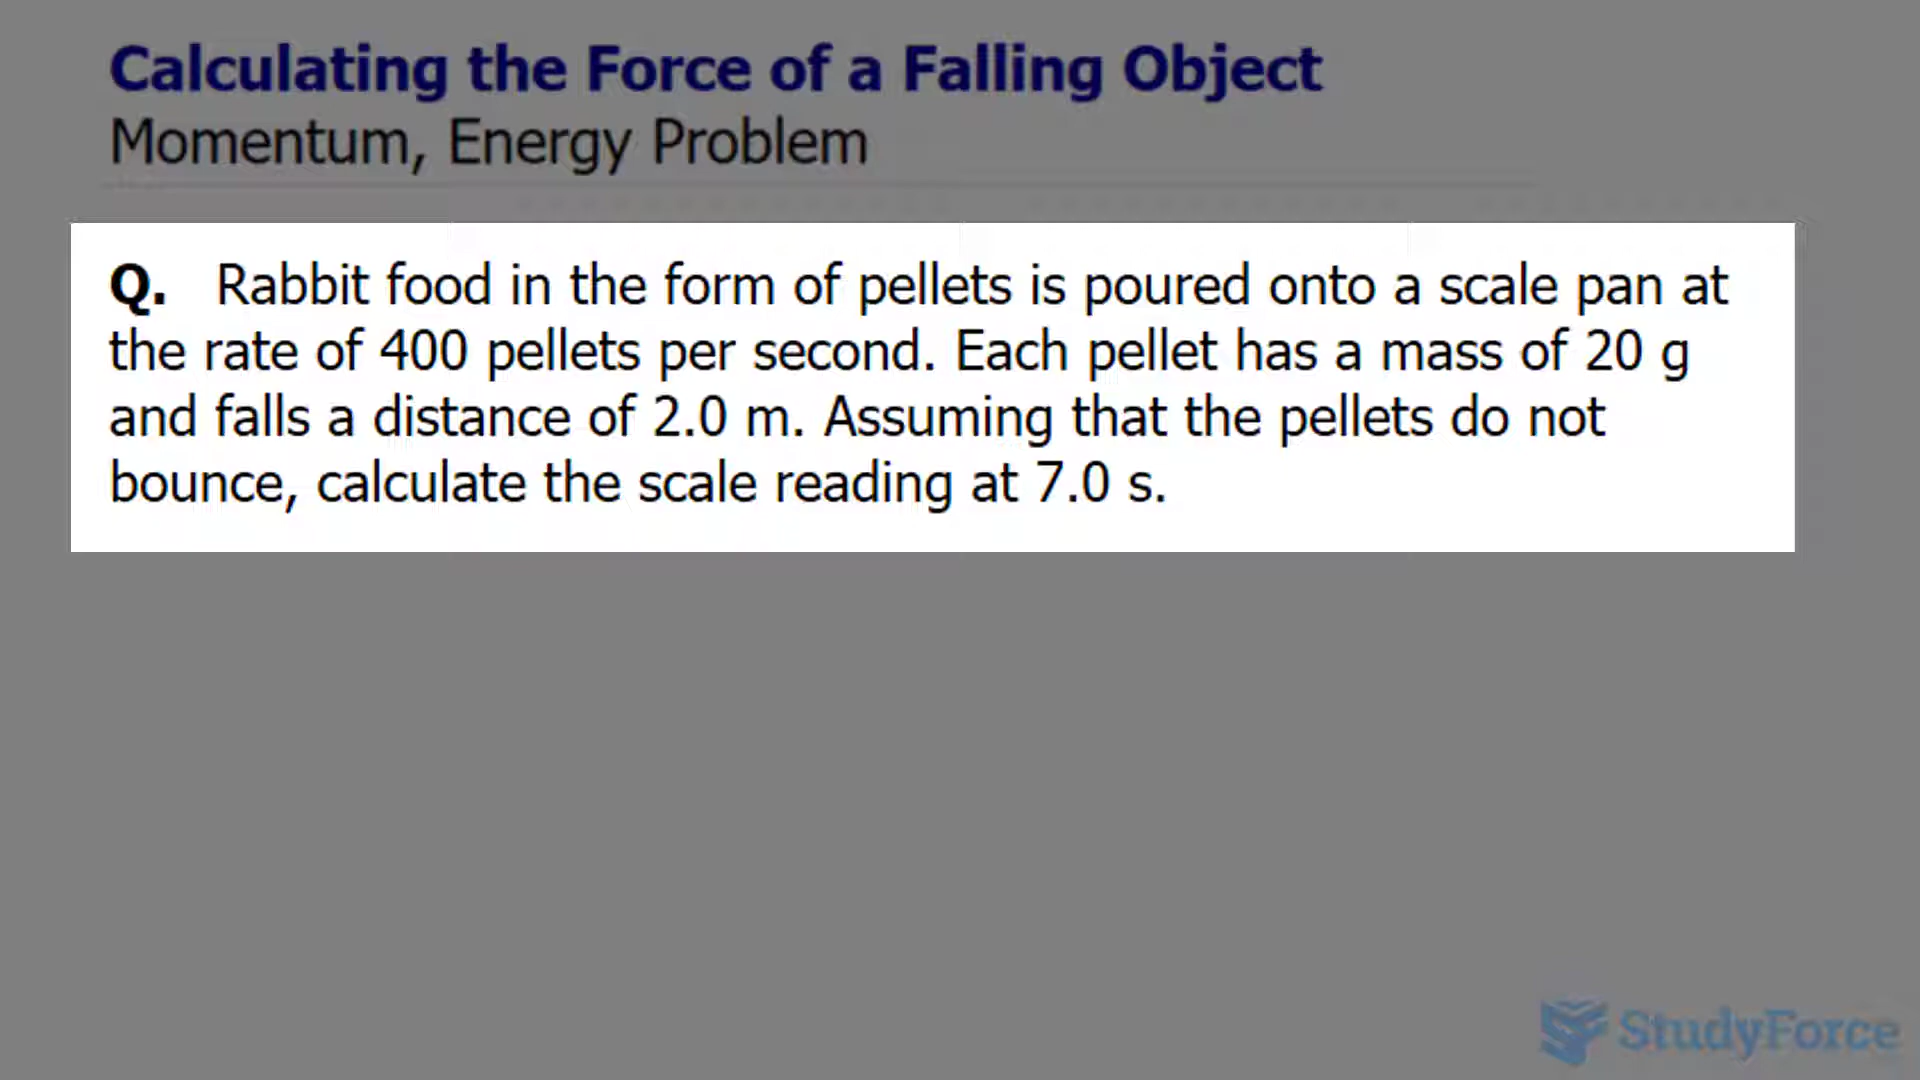 Calculating the Force of a Falling Object
Momentum, Energy Problem
Q. Rabbit food in the form of pellets is poured onto a scale pan at
the rate of 400 pellets per second. Each pellet has a mass of 20 g
and falls a distance of 2.0 m. Assuming that the pellets do not
bounce, calculate the scale reading at 7.0 s.
StudyForce